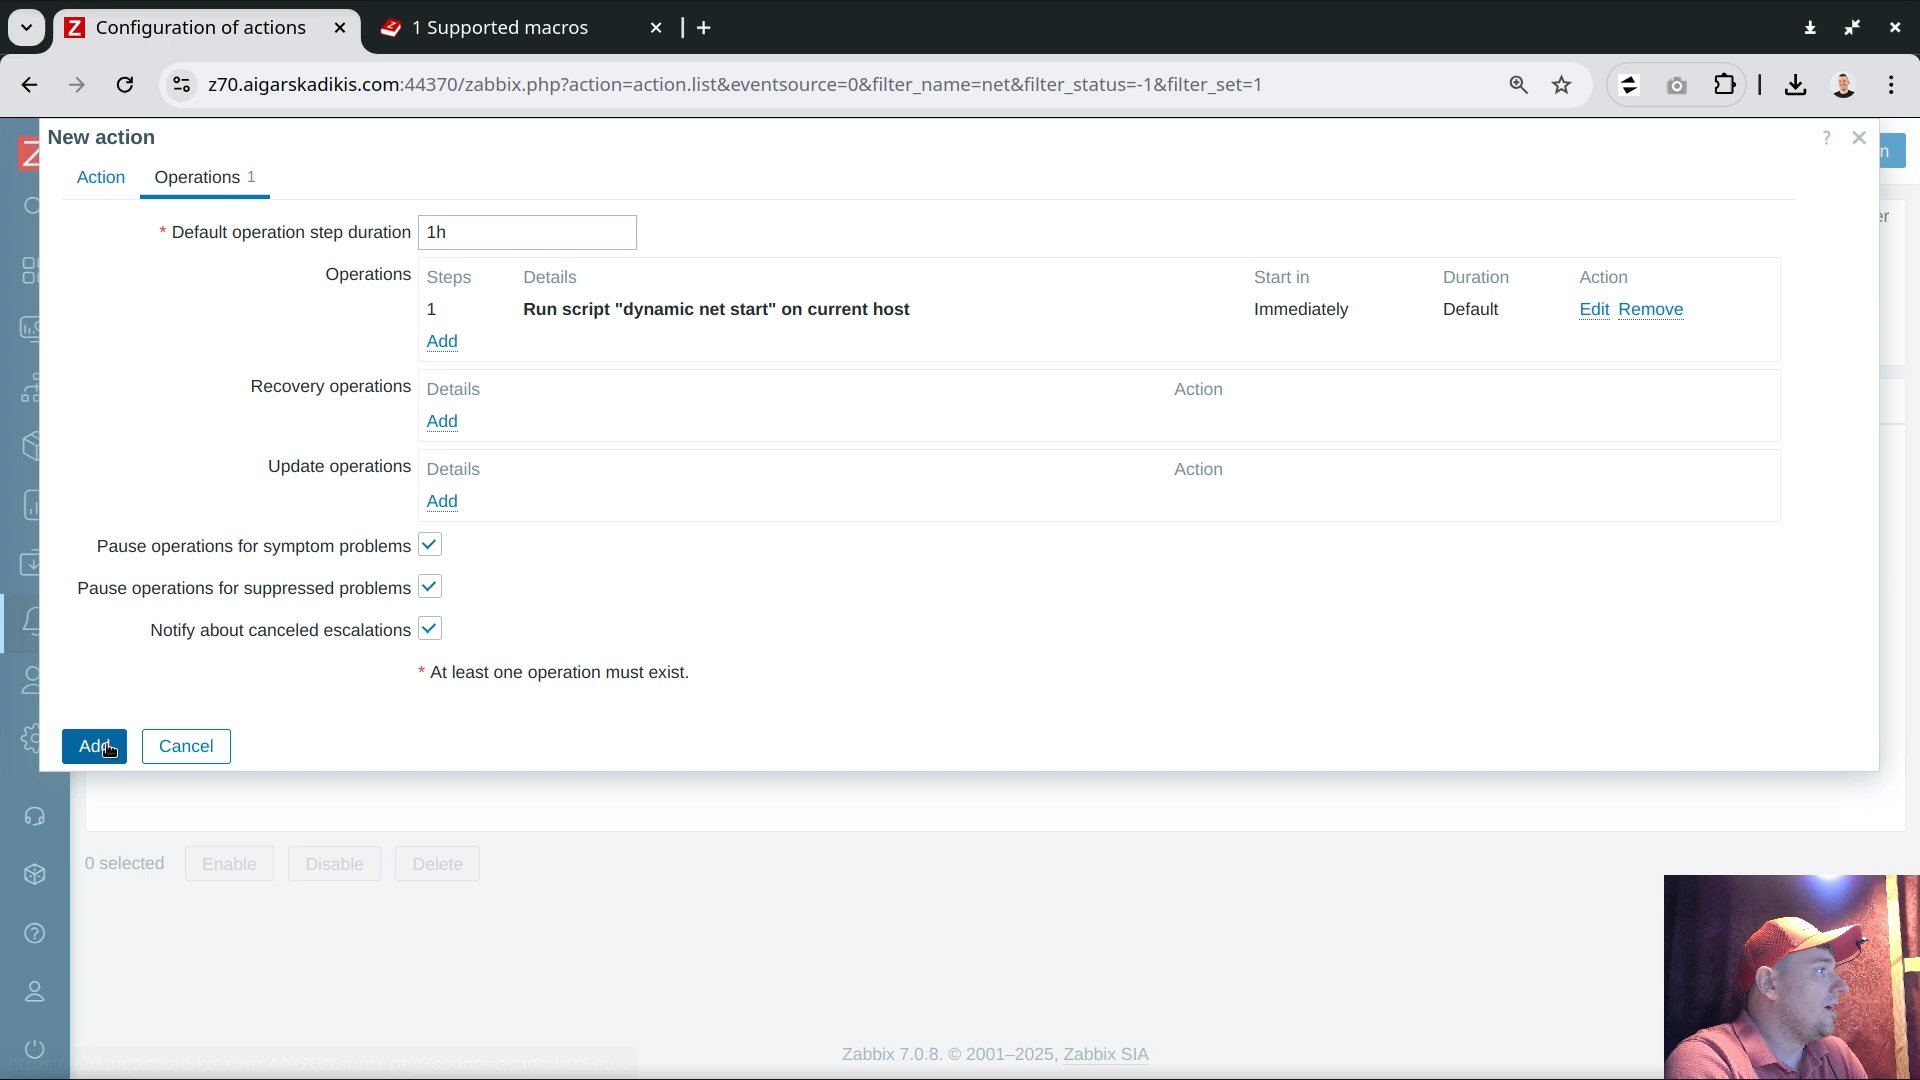 Configuration of actions
1 Supported macros
z70.aigarskadikis.com:44370/zabbix.php?action=action.list&eventsource=0&filter_name=net&filter_status=-1&filter_set=1
New action
Action
Operations 1
* Default operation step duration
1h
Operations
Steps Details Start in Duration Action
1 Run script "dynamic net start" on current host Immediately Default Edit Remove
Add
Recovery operations
Details Action
Add
Update operations
Details Action
Add
Pause operations for symptom problems
Pause operations for suppressed problems
Notify about canceled escalations
* At least one operation must exist.
Add
Cancel
0 selected
Enable
Disable
Delete
Zabbix 7.0.8. © 2001–2025, Zabbix SIA